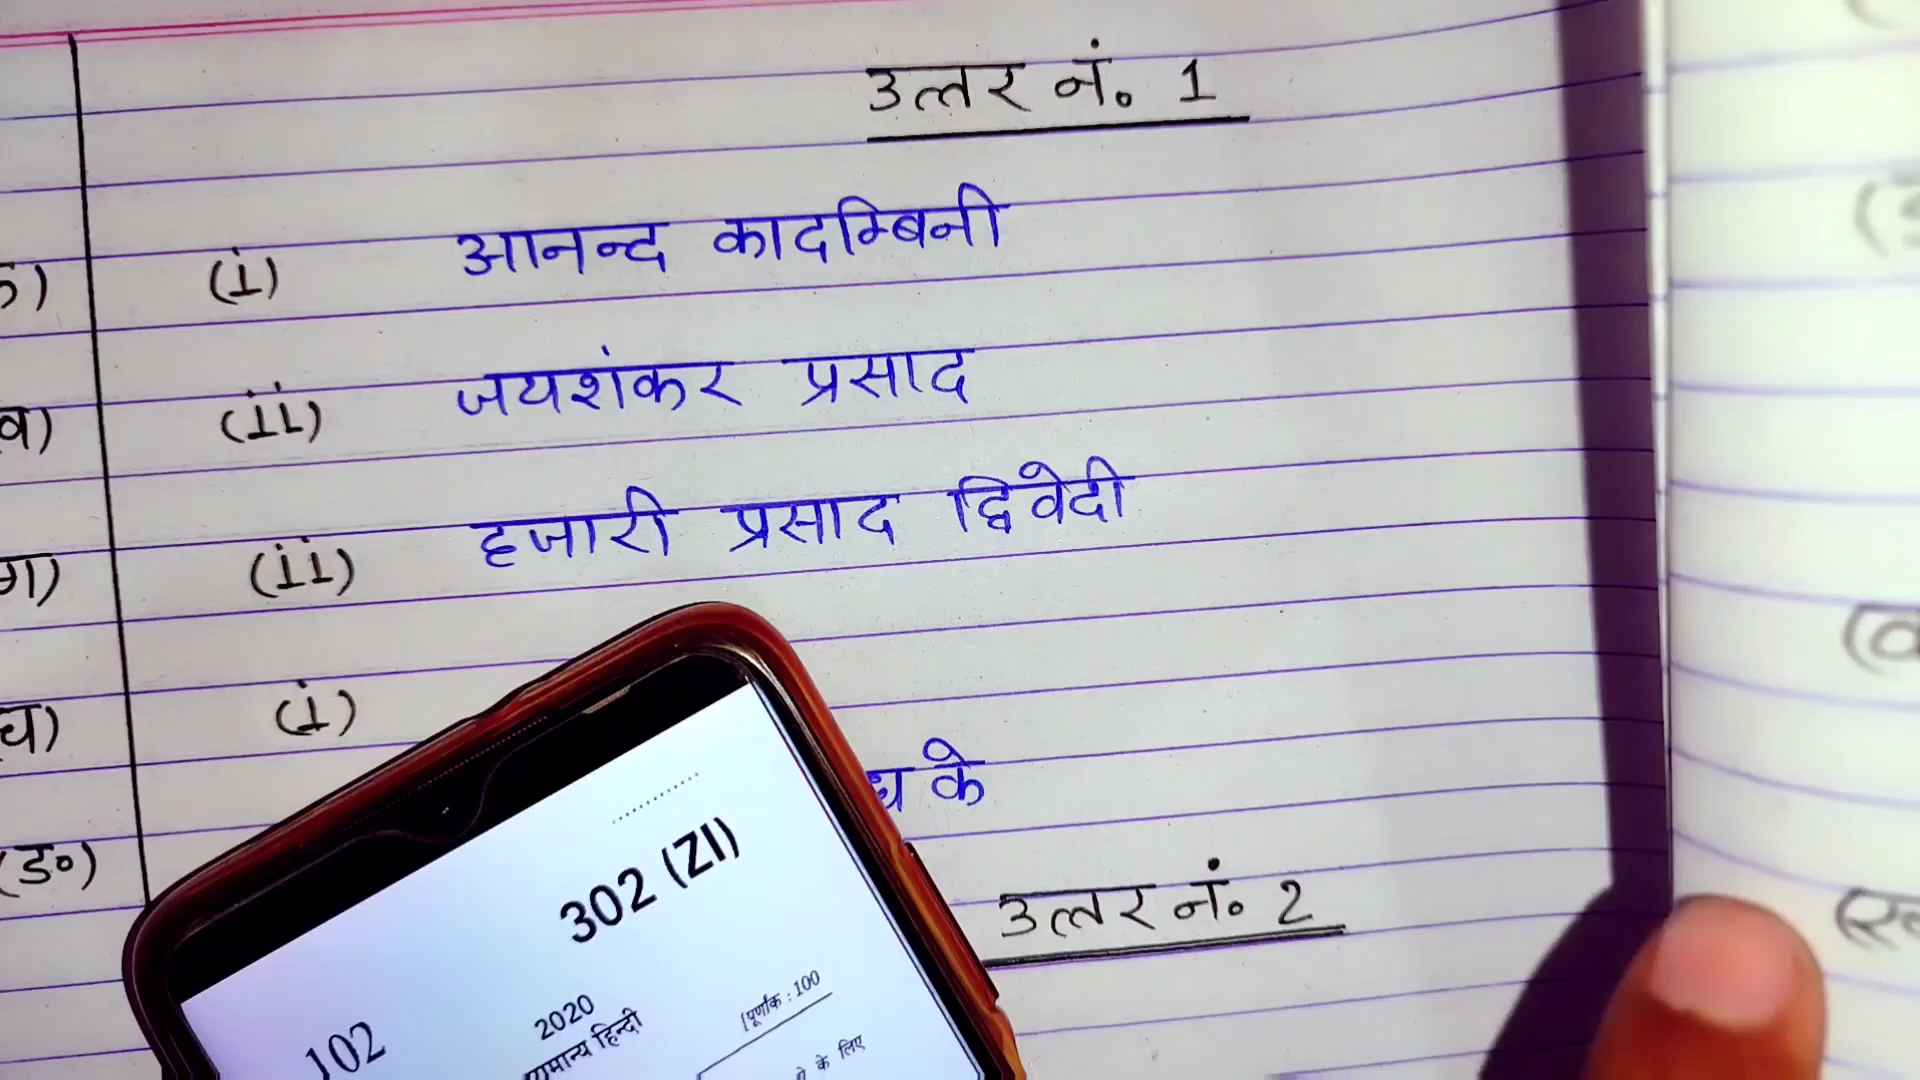 उत्तर नं. 1
(i) आनन्द कादम्बिनी
(ii) जयशंकर प्रसाद
ग) (ii) हजारी प्रसाद द्विवेदी
घ) (i)
के
(ड०)
उत्तर नं. 2
302 (ZI)
102
2020
हिन्दी
[पूर्णांक : 100
के लिए